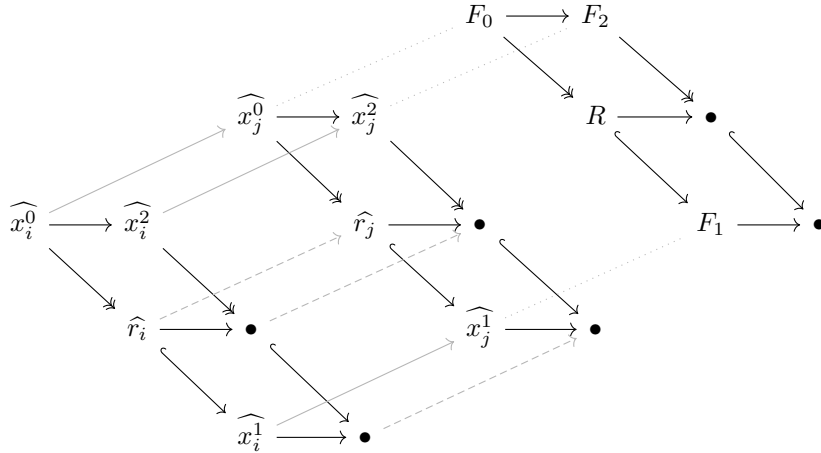 F_0 F_2
\widehat{x_j^0} \widehat{x_j^2} R •
\widehat{x_i^0} \widehat{x_i^2} \widehat{r_j} • F_1 •
\widehat{r_i} • \widehat{x_j^1} •
\widehat{x_i^1} •